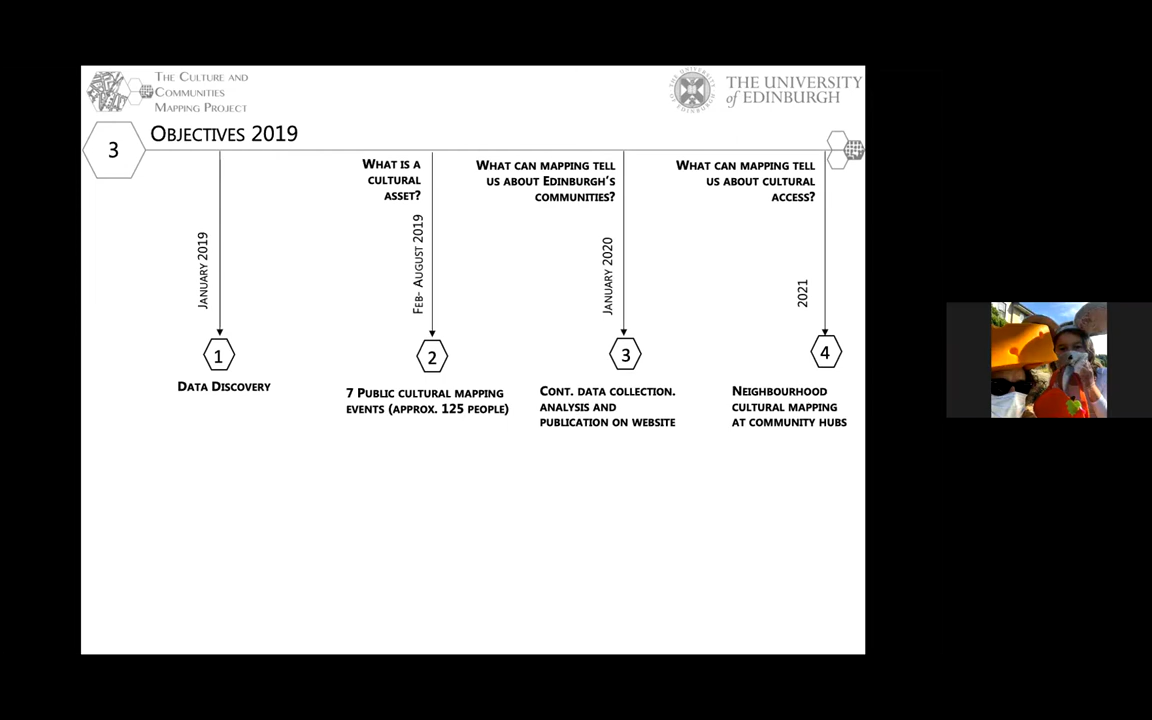 The Culture and
Communities
Mapping Project
THE UNIVERSITY
of EDINBURGH
3
Objectives 2019
What is a
cultural
asset?
What can mapping tell
us about Edinburgh's
communities?
What can mapping tell
us about cultural
access?
January 2019
Feb- August 2019
January 2020
2021
1
2
3
4
Data Discovery
7 Public cultural mapping
events (approx. 125 people)
Cont. data collection.
analysis and
publication on website
Neighbourhood
cultural mapping
at community hubs